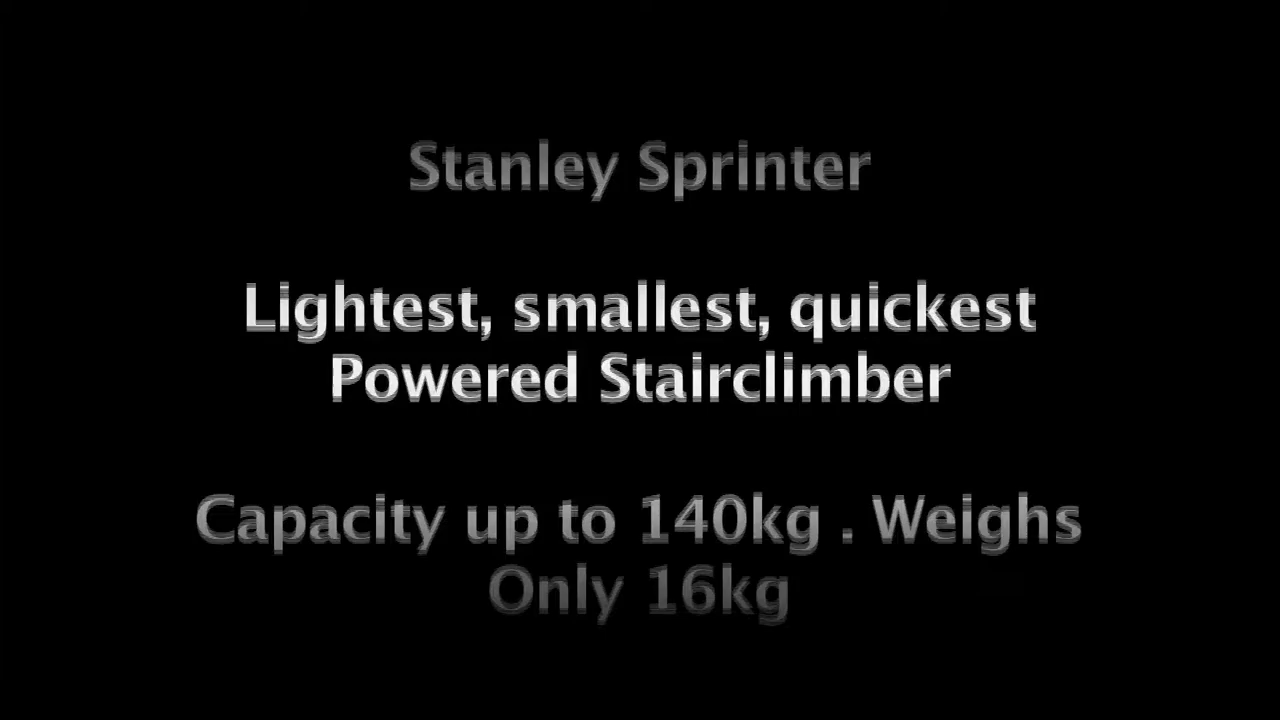 Stanley Sprinter
Lightest, smallest, quickest
Powered Stairclimber
Capacity up to 140kg . Weighs
Only 16kg